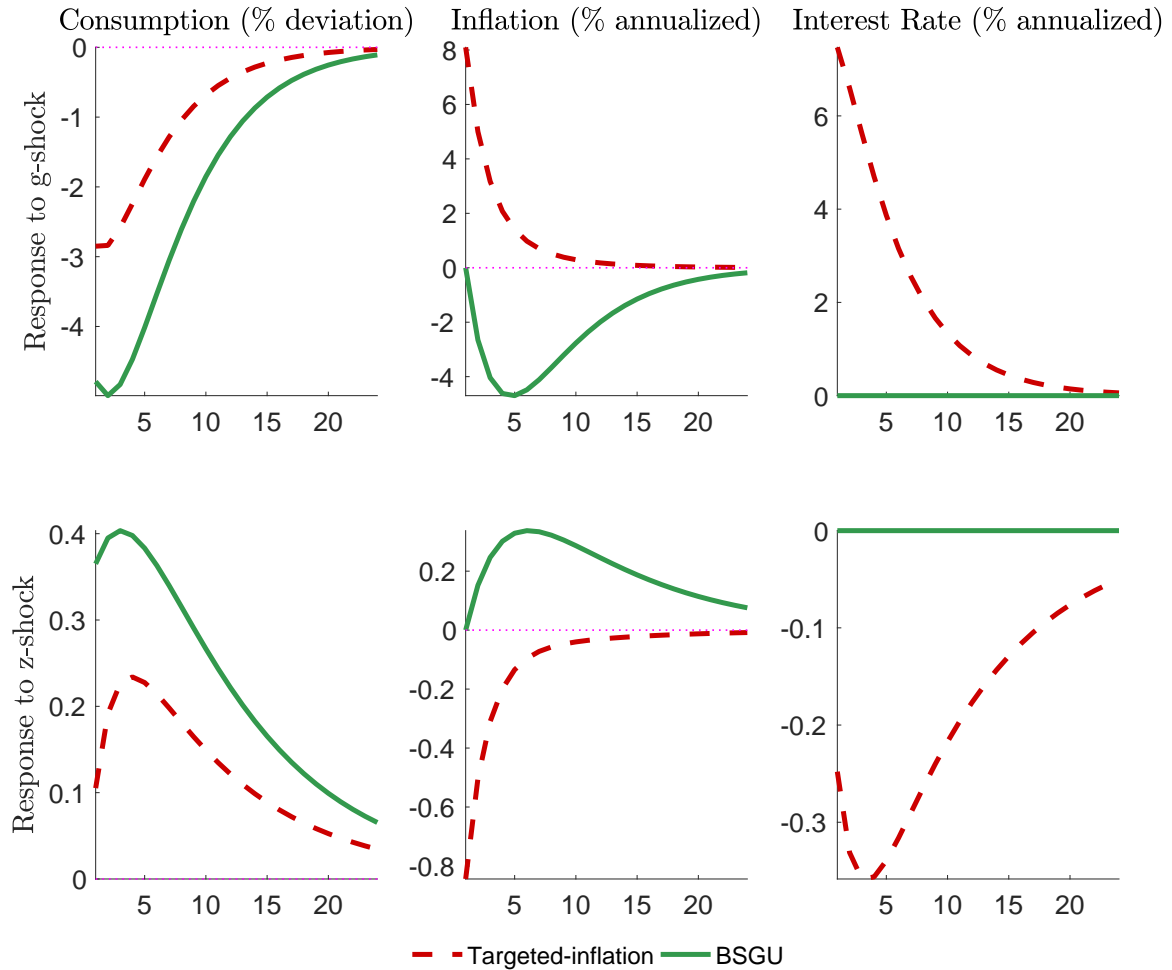 Consumption (% deviation)
Inflation (% annualized)
Interest Rate (% annualized)
Response to g-shock
0
-1
-2
-3
-4
5 10 15 20
8
6
4
2
0
-2
-4
5 10 15 20
6
4
2
0
5 10 15 20
Response to z-shock
0.4
0.3
0.2
0.1
0
5 10 15 20
0.2
0
-0.2
-0.4
-0.6
-0.8
5 10 15 20
0
-0.1
-0.2
-0.3
5 10 15 20
Targeted-inflation BSGU